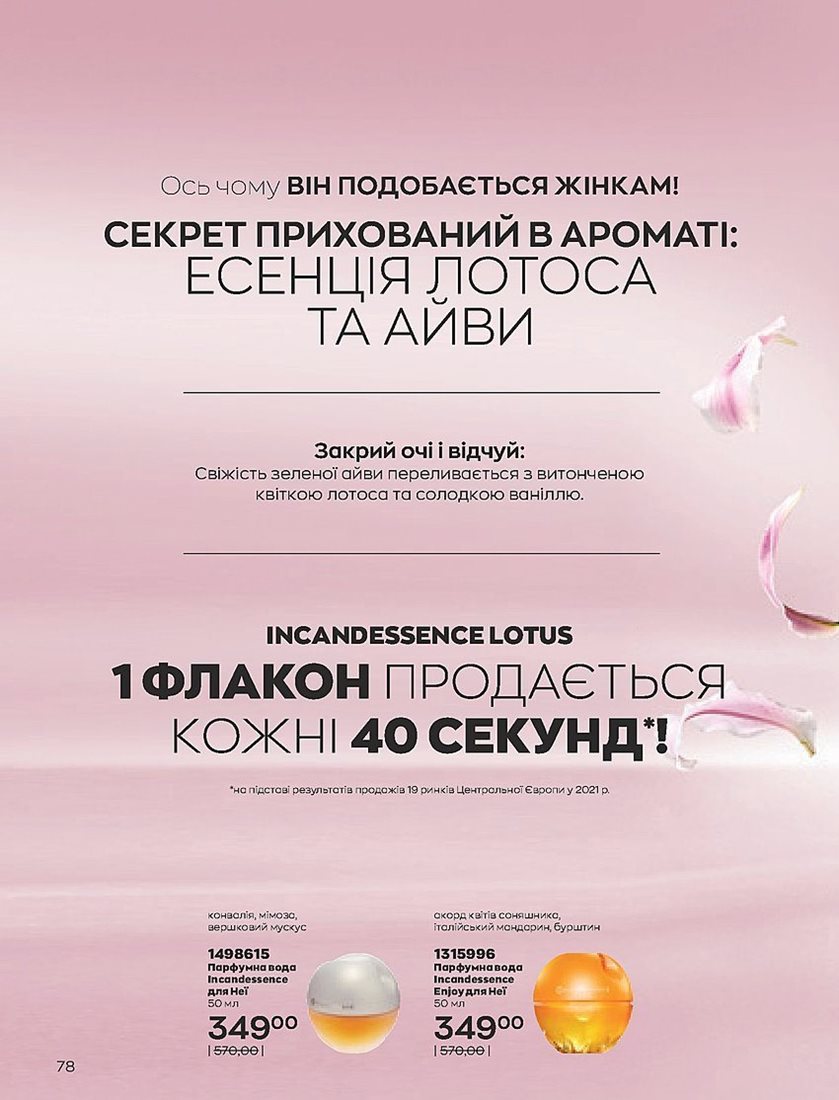 Ось чому ВІН ПОДОБАЄТЬСЯ ЖІНКАМ!
СЕКРЕТ ПРИХОВАНИЙ В АРОМАТІ:
ЕСЕНЦІЯ ЛОТОСА
ТА АЙВИ
Закрий очі і відчуй:
Свіжість зеленої айви переливається з витонченою
квіткою лотоса та солодкою ваніллю.
INCANDESSENCE LOTUS
1 ФЛАКОН ПРОДАЄТЬСЯ
КОЖНІ 40 СЕКУНД*!
*на підставі результатів продажів 19 ринків Центральної Європи у 2021 р.
конвалія, мімоза,
вершковий мускус
1498615
Парфумна вода
Incandessence
для Неї
50 мл
34900
| 570,00 |
акорд квітів соняшника,
італійський мандарин, бурштин
1315996
Парфумна вода
Incandessence
Enjoy для Неї
50 мл
34900
| 570,00 |
78